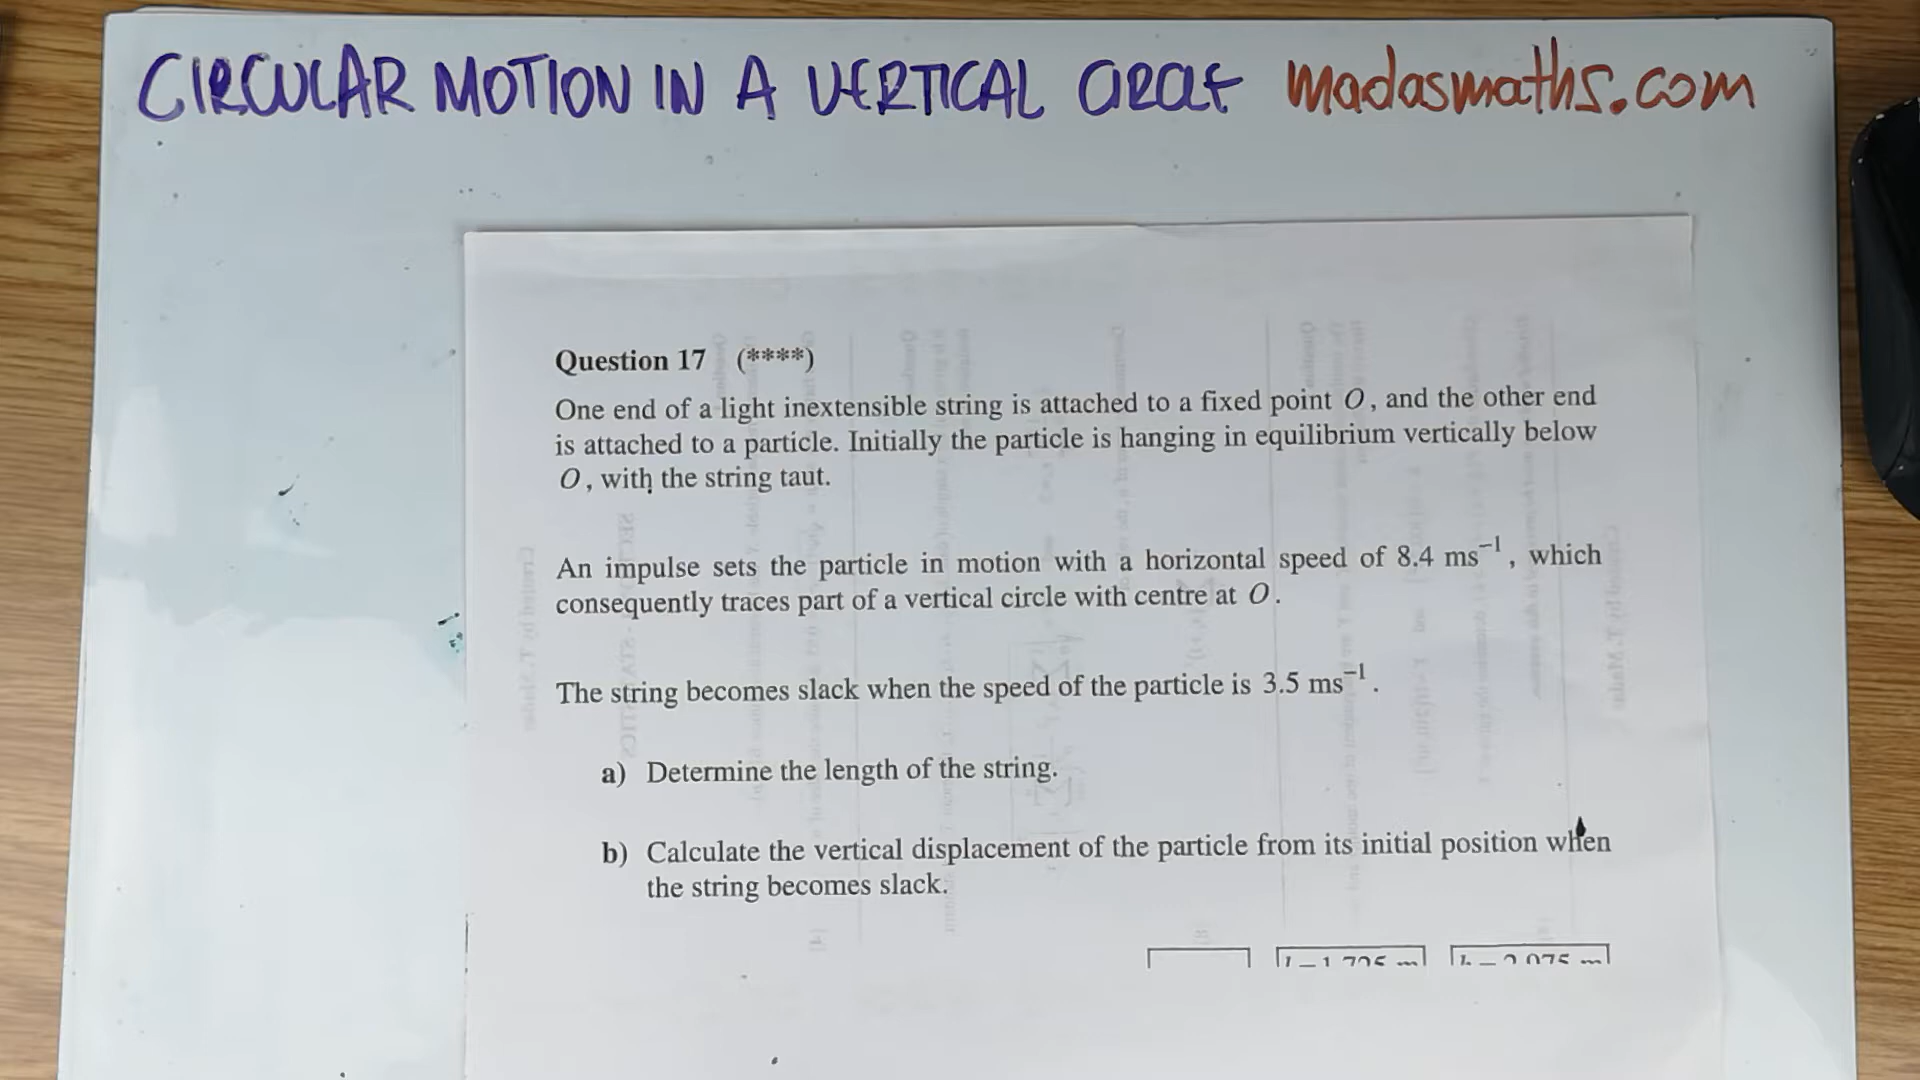 CIRCULAR MOTION IN A VERTICAL CIRCLE madasmaths.com
Question 17 (****)
One end of a light inextensible string is attached to a fixed point O, and the other end
is attached to a particle. Initially the particle is hanging in equilibrium vertically below
O, with the string taut.
An impulse sets the particle in motion with a horizontal speed of 8.4 ms⁻¹, which
consequently traces part of a vertical circle with centre at O.
The string becomes slack when the speed of the particle is 3.5 ms⁻¹.
a) Determine the length of the string.
b) Calculate the vertical displacement of the particle from its initial position when
the string becomes slack.